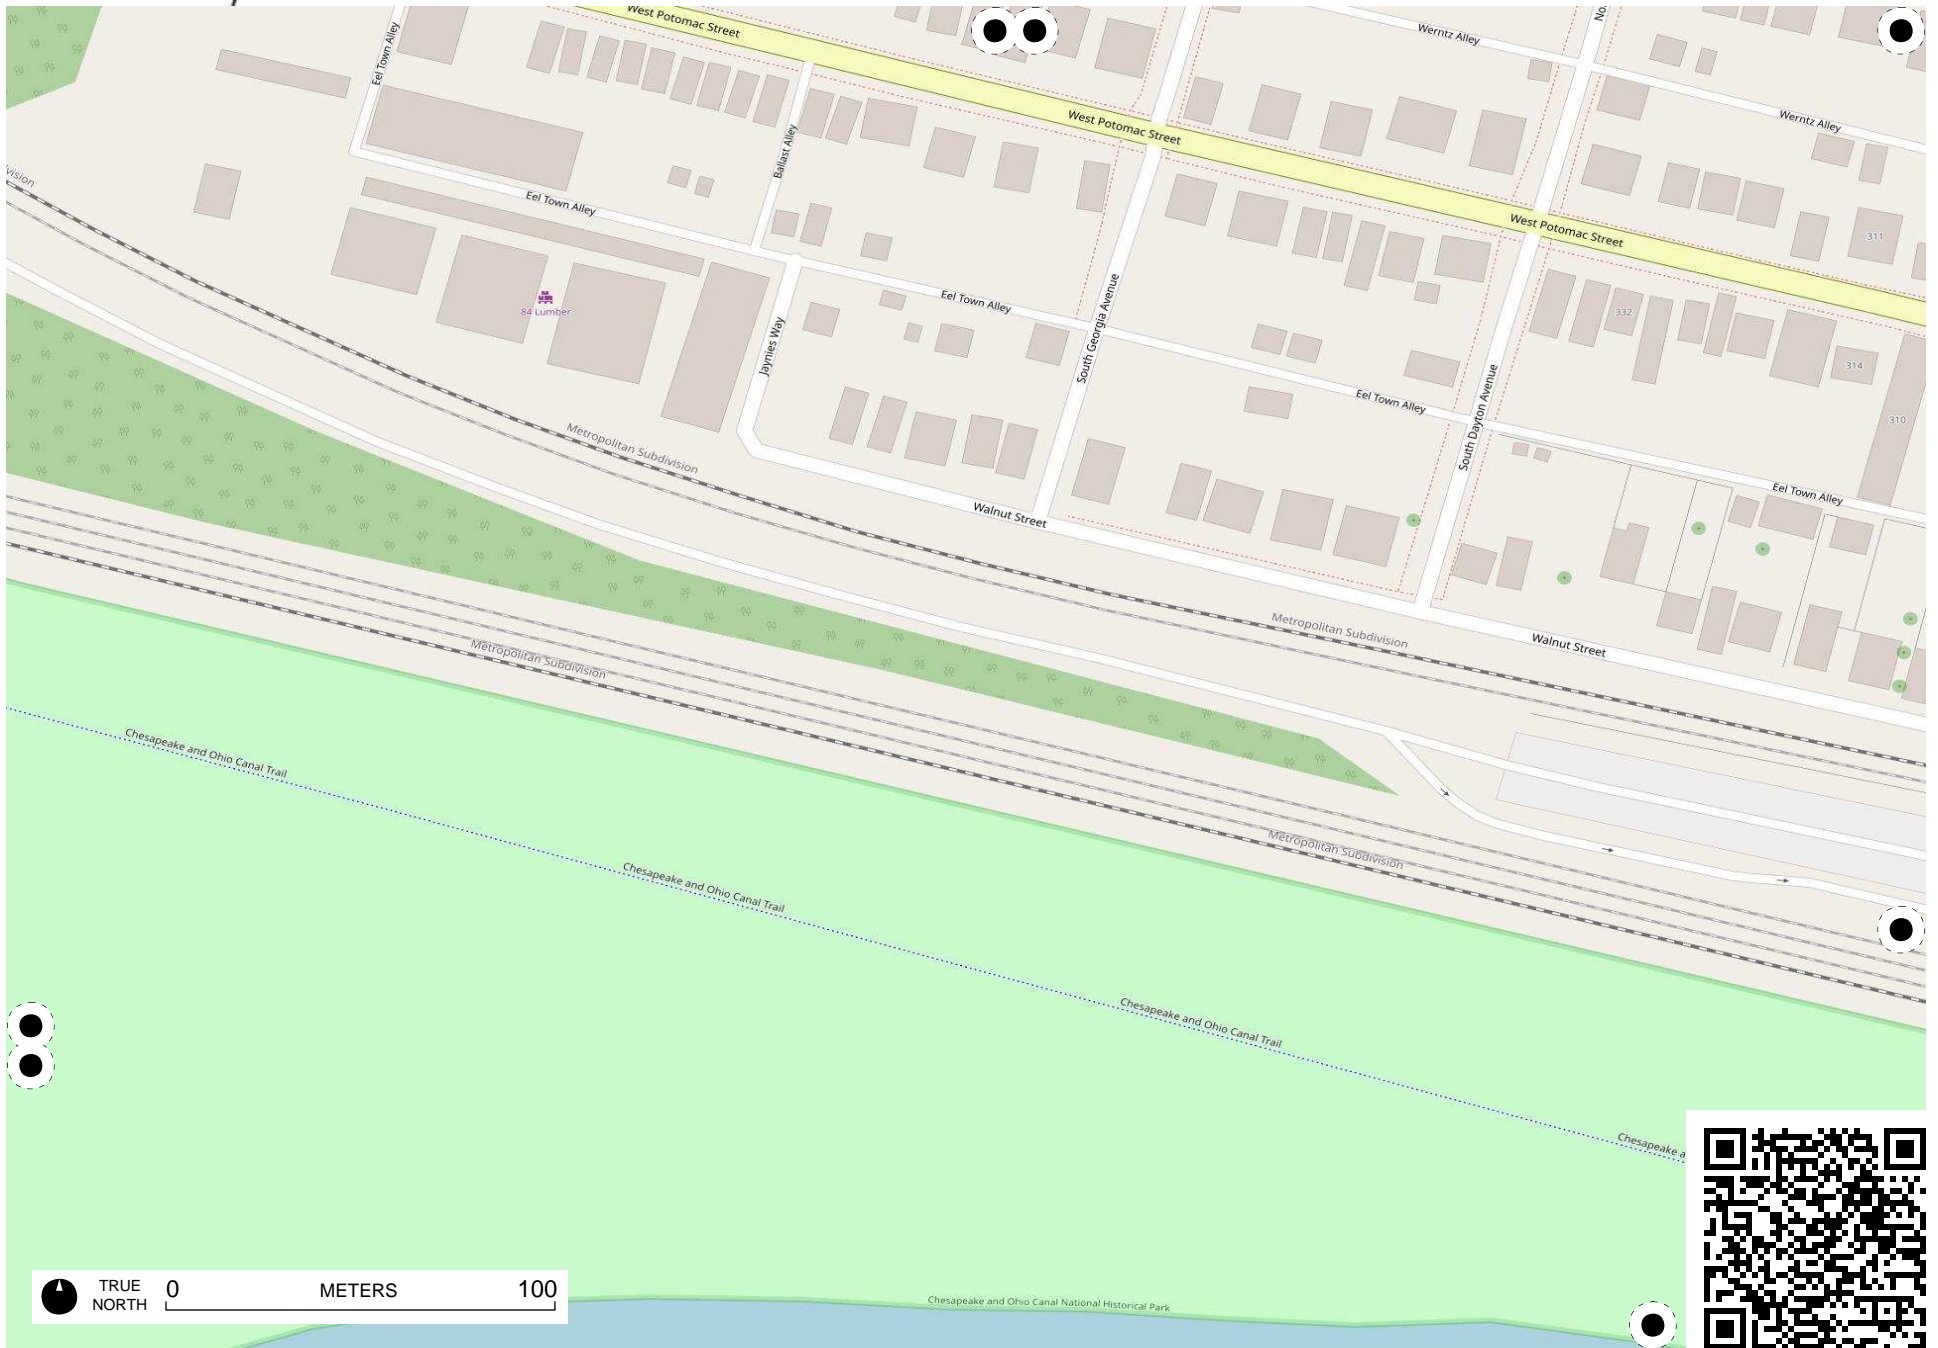 West Potomac Street
Werntz Alley
No.
Eel Town Alley
West Potomac Street
Werntz Alley
Ballast Alley
vision
Eel Town Alley
West Potomac Street
311
Eel Town Alley
84 Lumber
332
Jaynies Way
South Georgia Avenue
314
Eel Town Alley
South Dayton Avenue
310
Metropolitan Subdivision
Eel Town Alley
Walnut Street
Metropolitan Subdivision
Walnut Street
Metropolitan Subdivision
Chesapeake and Ohio Canal Trail
Metropolitan Subdivision
Chesapeake and Ohio Canal Trail
Chesapeake and Ohio Canal Trail
Chesapeake a
TRUE NORTH
0 METERS 100
Chesapeake and Ohio Canal National Historical Park